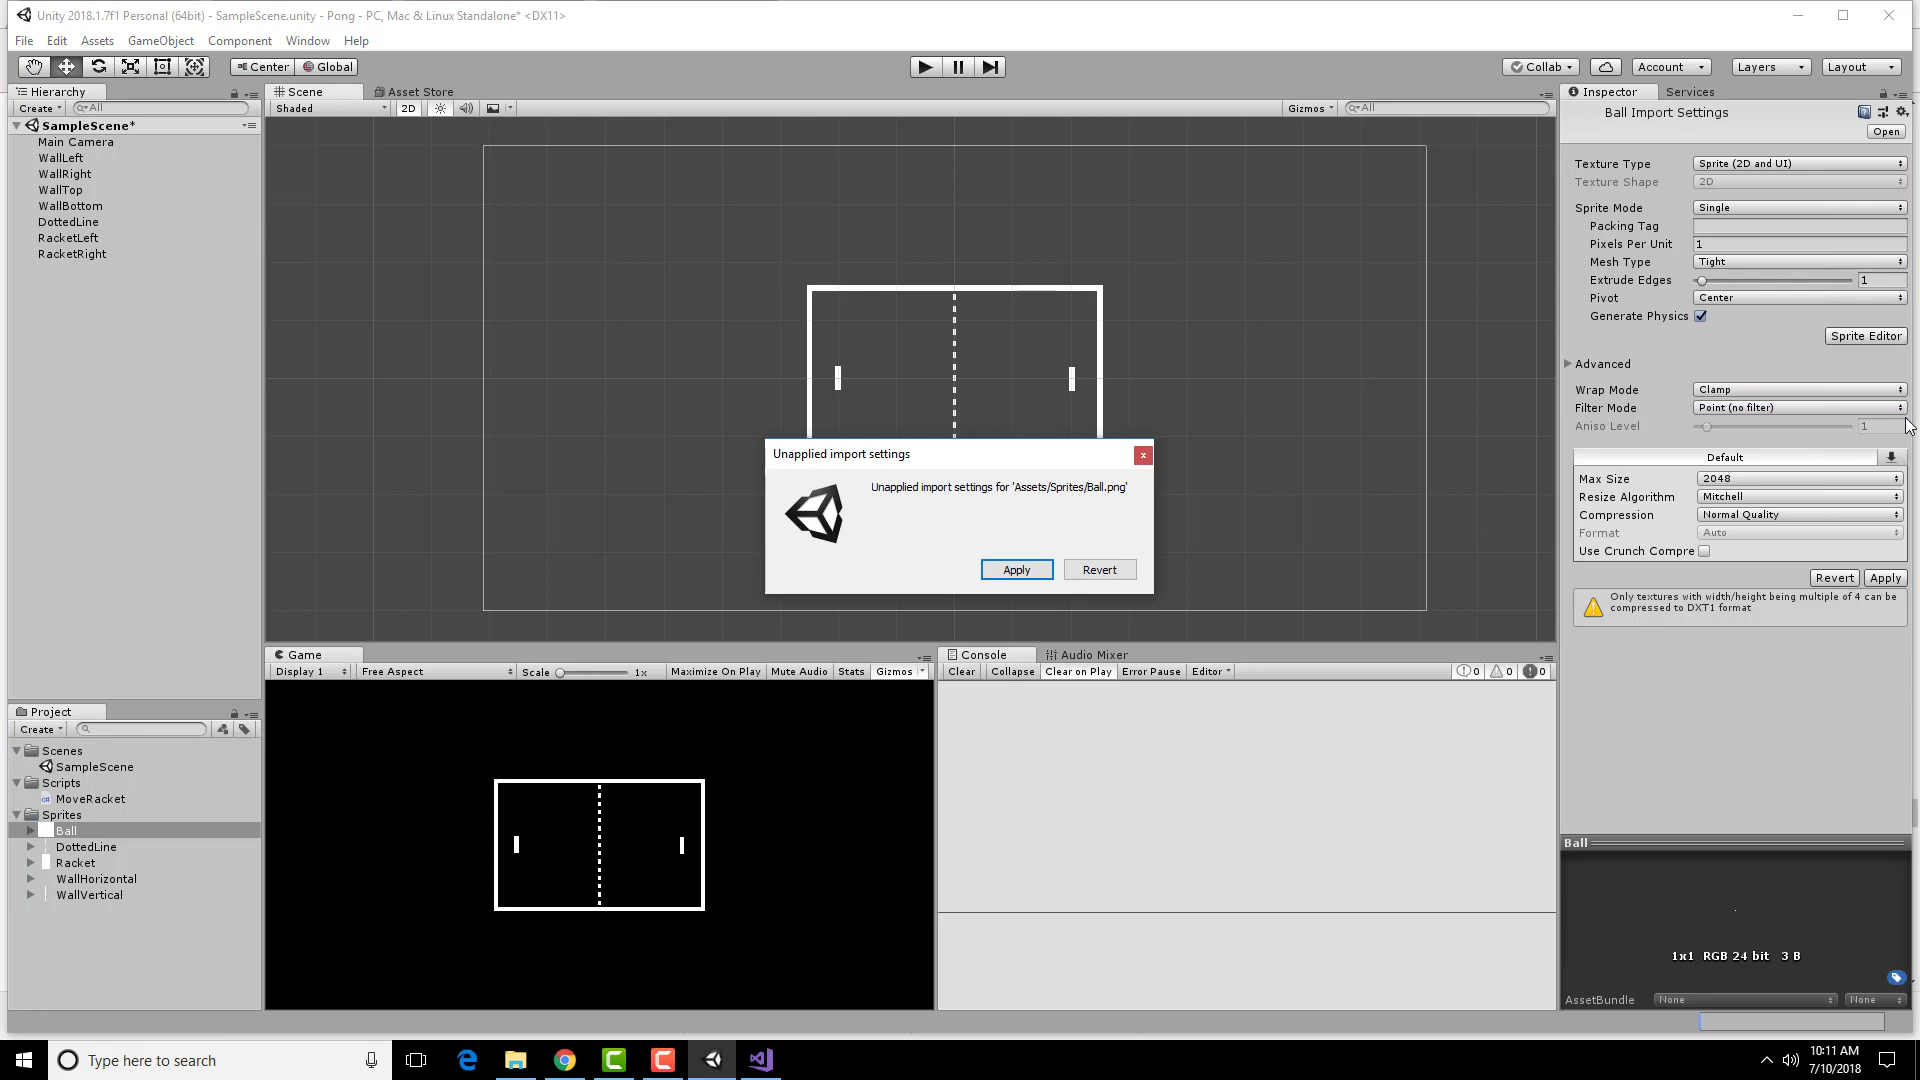 Unity 2018.1.7f1 Personal (64bit) - SampleScene.unity - Pong - PC, Mac & Linux Standalone* <DX11>
File Edit Assets GameObject Component Window Help
Center Global Collab Account Layers Layout
Hierarchy
Create All
SampleScene*
Main Camera
WallLeft
WallRight
WallTop
WallBottom
DottedLine
RacketLeft
RacketRight
Scene Asset Store
Shaded 2D Gizmos All
Unapplied import settings x
Unapplied import settings for 'Assets/Sprites/Ball.png'
Apply Revert
Inspector Services
Ball Import Settings
Open
Texture Type Sprite (2D and UI)
Texture Shape 2D
Sprite Mode Single
Packing Tag
Pixels Per Unit 1
Mesh Type Tight
Extrude Edges 1
Pivot Center
Generate Physics
Sprite Editor
Advanced
Wrap Mode Clamp
Filter Mode Point (no filter)
Aniso Level 1
Default
Max Size 2048
Resize Algorithm Mitchell
Compression Normal Quality
Format Auto
Use Crunch Compre
Revert Apply
Only textures with width/height being multiple of 4 can be
compressed to DXT1 format
Project
Create
Scenes
SampleScene
Scripts
MoveRacket
Sprites
Ball
DottedLine
Racket
WallHorizontal
WallVertical
Game
Display 1 Free Aspect Scale 1x Maximize On Play Mute Audio Stats Gizmos
Console Audio Mixer
Clear Collapse Clear on Play Error Pause Editor 0 0 0
Ball
1x1 RGB 24 bit 3 B
AssetBundle None None
Type here to search
10:11 AM
7/10/2018